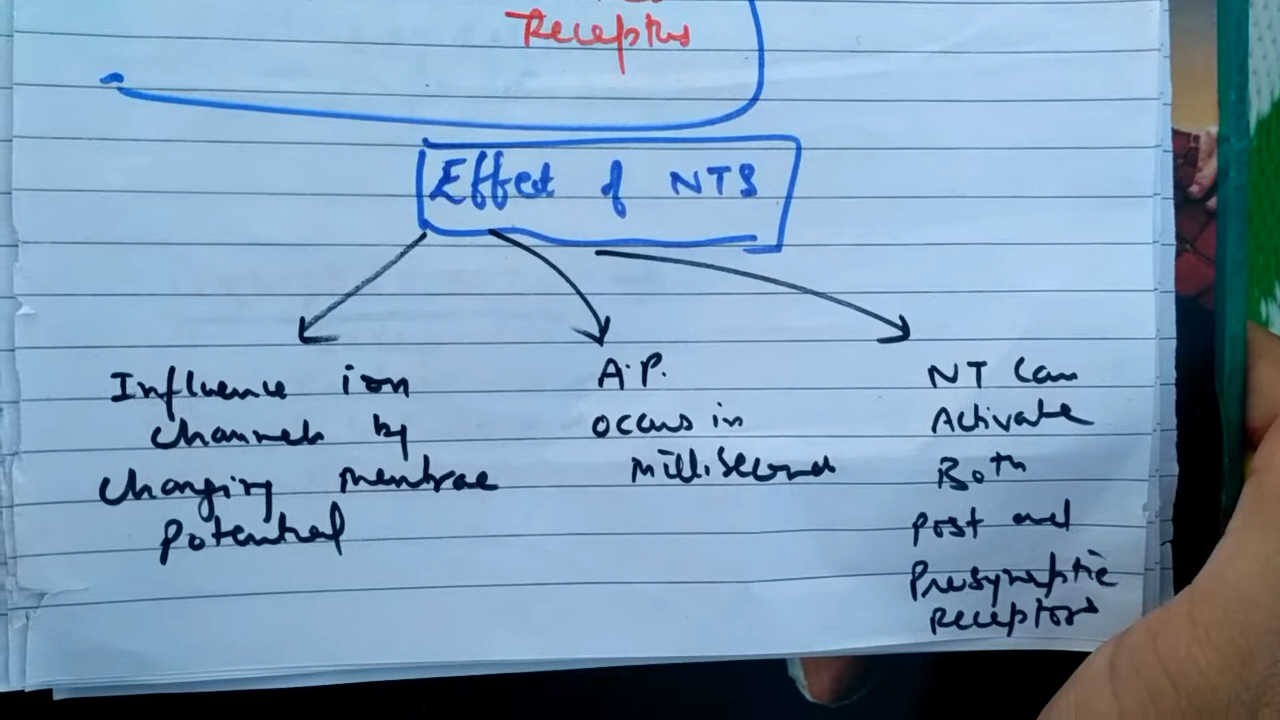 Receptors
Effect of NTS
Influence ion
channels by
changing membrae
potential
A.P.
occurs in
milliseconds
NT Can
Activate
Both
post and
Presynaptic
receptors